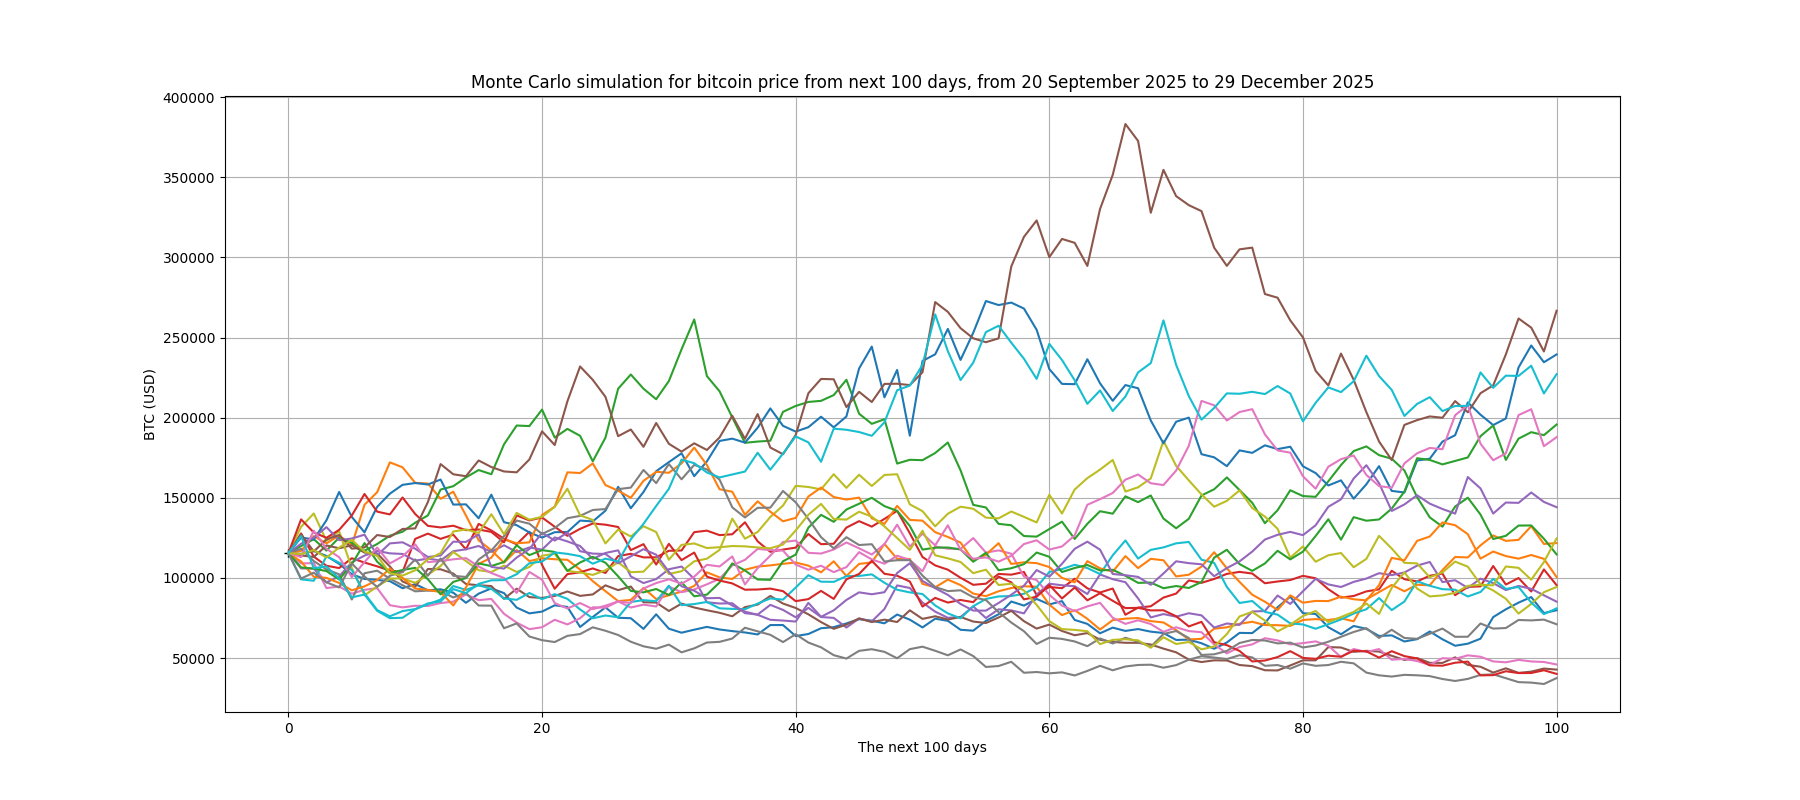 Monte Carlo simulation for bitcoin price from next 100 days, from 20 September 2025 to 29 December 2025
400000
350000
300000
250000
200000
150000
100000
50000
BTC (USD)
0 20 40 60 80 100
The next 100 days